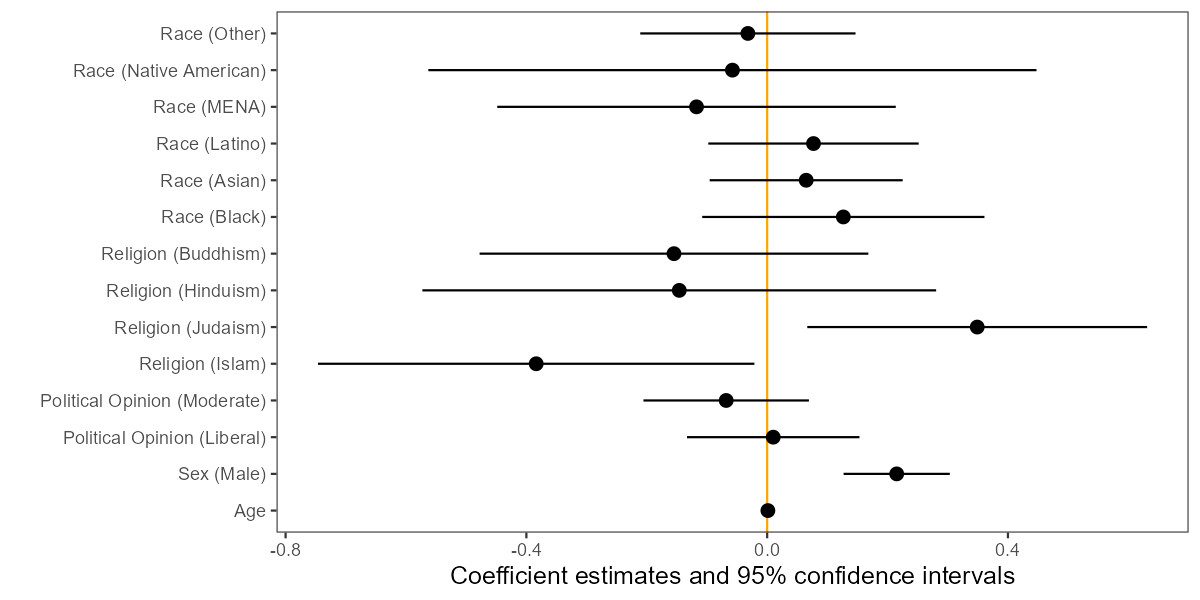 Race (Other)
Race (Native American)
Race (MENA)
Race (Latino)
Race (Asian)
Race (Black)
Religion (Buddhism)
Religion (Hinduism)
Religion (Judaism)
Religion (Islam)
Political Opinion (Moderate)
Political Opinion (Liberal)
Sex (Male)
Age
-0.8 -0.4 0.0 0.4
Coefficient estimates and 95% confidence intervals